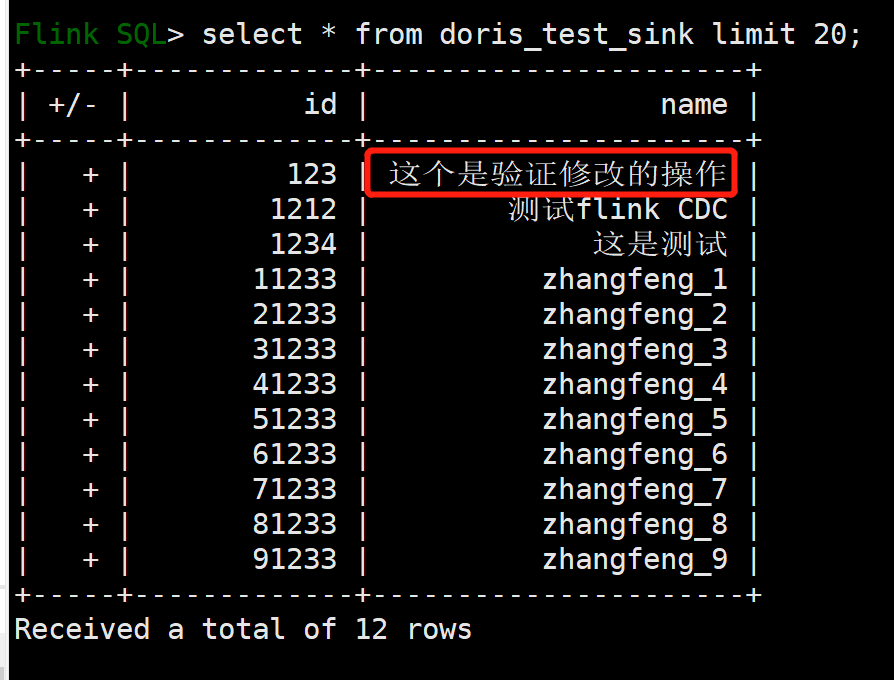 Flink SQL> select * from doris_test_sink limit 20;
+-----+-------------+----------------------+
| +/- |          id |                 name |
+-----+-------------+----------------------+
|   + |         123 | 这个是验证修改的操作 |
|   + |        1212 |        测试flink CDC |
|   + |        1234 |             这是测试 |
|   + |       11233 |          zhangfeng_1 |
|   + |       21233 |          zhangfeng_2 |
|   + |       31233 |          zhangfeng_3 |
|   + |       41233 |          zhangfeng_4 |
|   + |       51233 |          zhangfeng_5 |
|   + |       61233 |          zhangfeng_6 |
|   + |       71233 |          zhangfeng_7 |
|   + |       81233 |          zhangfeng_8 |
|   + |       91233 |          zhangfeng_9 |
+-----+-------------+----------------------+
Received a total of 12 rows